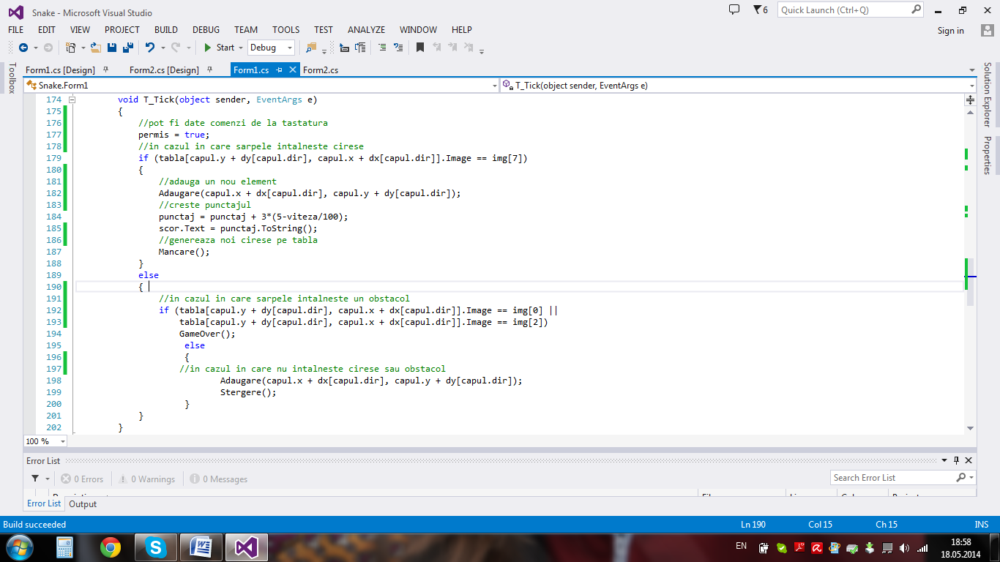 Snake - Microsoft Visual Studio
6
Quick Launch (Ctrl+Q)
FILE EDIT VIEW PROJECT BUILD DEBUG TEAM TOOLS TEST ANALYZE WINDOW HELP
Sign in
Start Debug
Toolbox
Form1.cs [Design] Form2.cs [Design] Form1.cs Form2.cs
Solution Explorer
Properties
Snake.Form1 T_Tick(object sender, EventArgs e)
174 void T_Tick(object sender, EventArgs e)
175 {
176 //pot fi date comenzi de la tastatura
177 permis = true;
178 //in cazul in care sarpele intalneste cirese
179 if (tabla[capul.y + dy[capul.dir], capul.x + dx[capul.dir]].Image == img[7])
180 {
181 //adauga un nou element
182 Adaugare(capul.x + dx[capul.dir], capul.y + dy[capul.dir]);
183 //creste punctajul
184 punctaj = punctaj + 3*(5-viteza/100);
185 scor.Text = punctaj.ToString();
186 //genereaza noi cirese pe tabla
187 Mancare();
188 }
189 else
190 {
191 //in cazul in care sarpele intalneste un obstacol
192 if (tabla[capul.y + dy[capul.dir], capul.x + dx[capul.dir]].Image == img[0] ||
193 tabla[capul.y + dy[capul.dir], capul.x + dx[capul.dir]].Image == img[2])
194 GameOver();
195 else
196 {
197 //in cazul in care nu intalneste cirese sau obstacol
198 Adaugare(capul.x + dx[capul.dir], capul.y + dy[capul.dir]);
199 Stergere();
200 }
201 }
202 }
100 %
Error List
0 Errors 0 Warnings 0 Messages
Search Error List
Error List Output
Build succeeded Ln 190 Col 15 Ch 15 INS
EN
18:58
18.05.2014